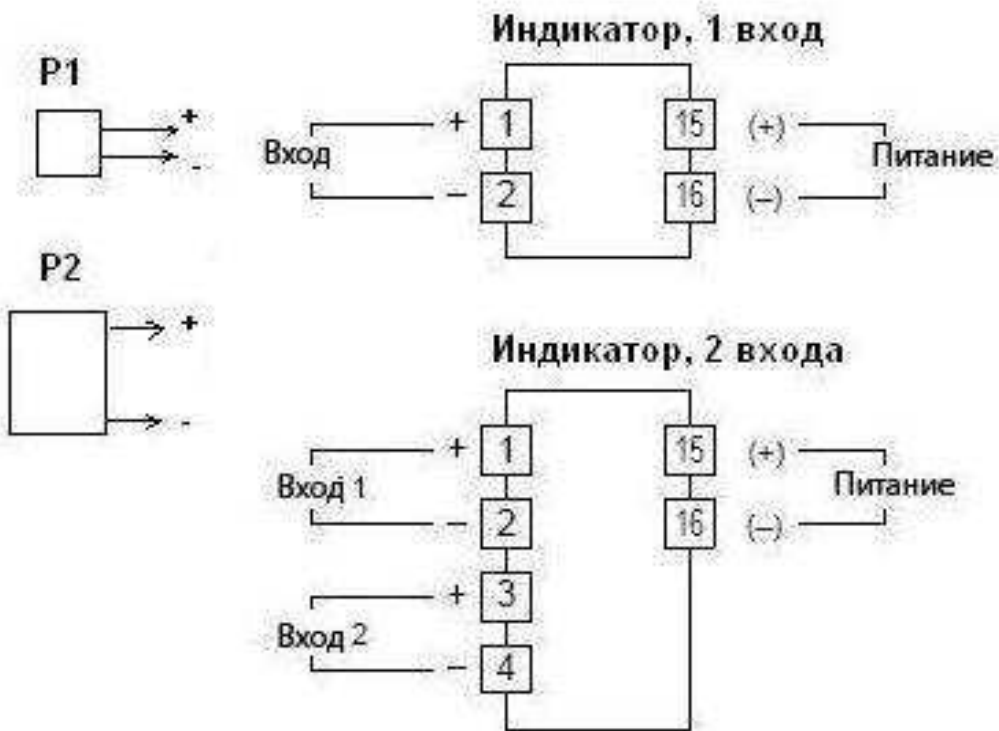 Индикатор, 1 вход
P1
+
-
Вход
+ 1
− 2
15 (+)
16 (−)
Питание
P2
+
-
Индикатор, 2 входа
Вход 1
+ 1
− 2
Вход 2
+ 3
− 4
15 (+)
16 (−)
Питание